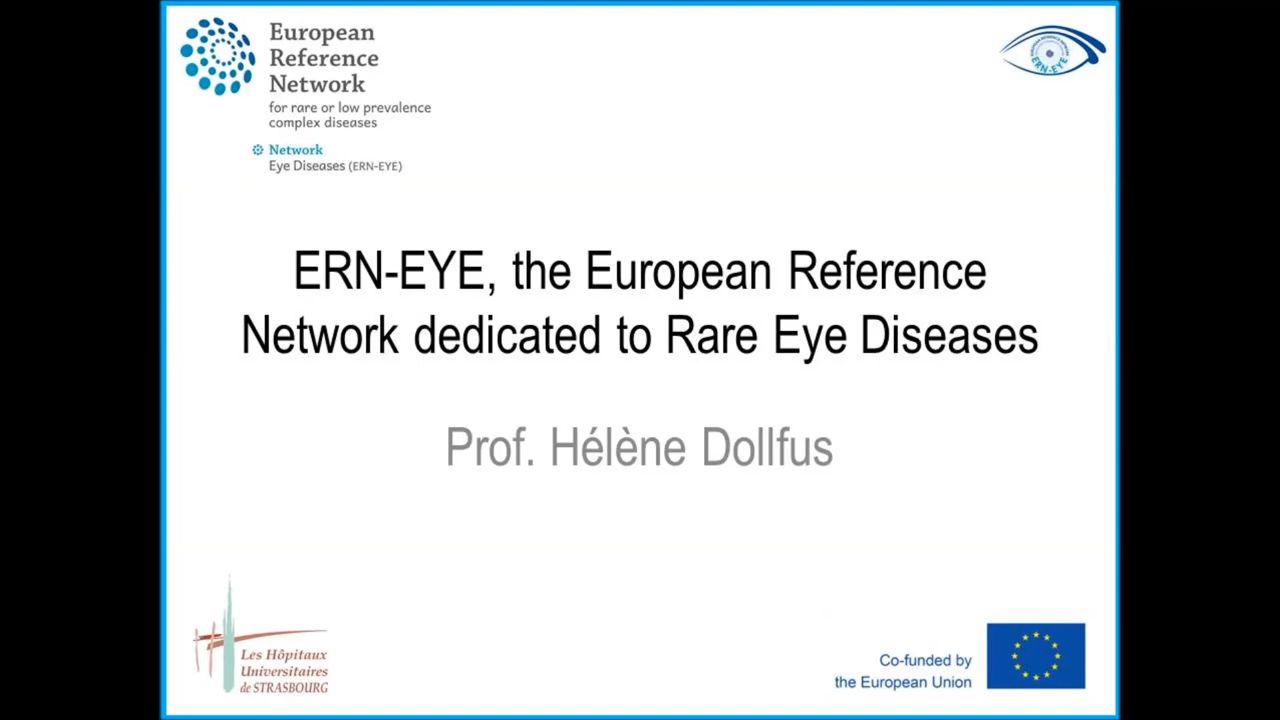 European
Reference
Network
for rare or low prevalence
complex diseases
Network
Eye Diseases (ERN-EYE)
ERN-EYE
ERN-EYE, the European Reference
Network dedicated to Rare Eye Diseases
Prof. Hélène Dollfus
Les Hôpitaux
Universitaires
de STRASBOURG
Co-funded by
the European Union